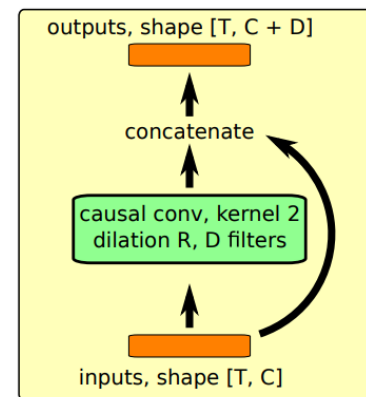 outputs, shape [T, C + D]
concatenate
causal conv, kernel 2
dilation R, D filters
inputs, shape [T, C]